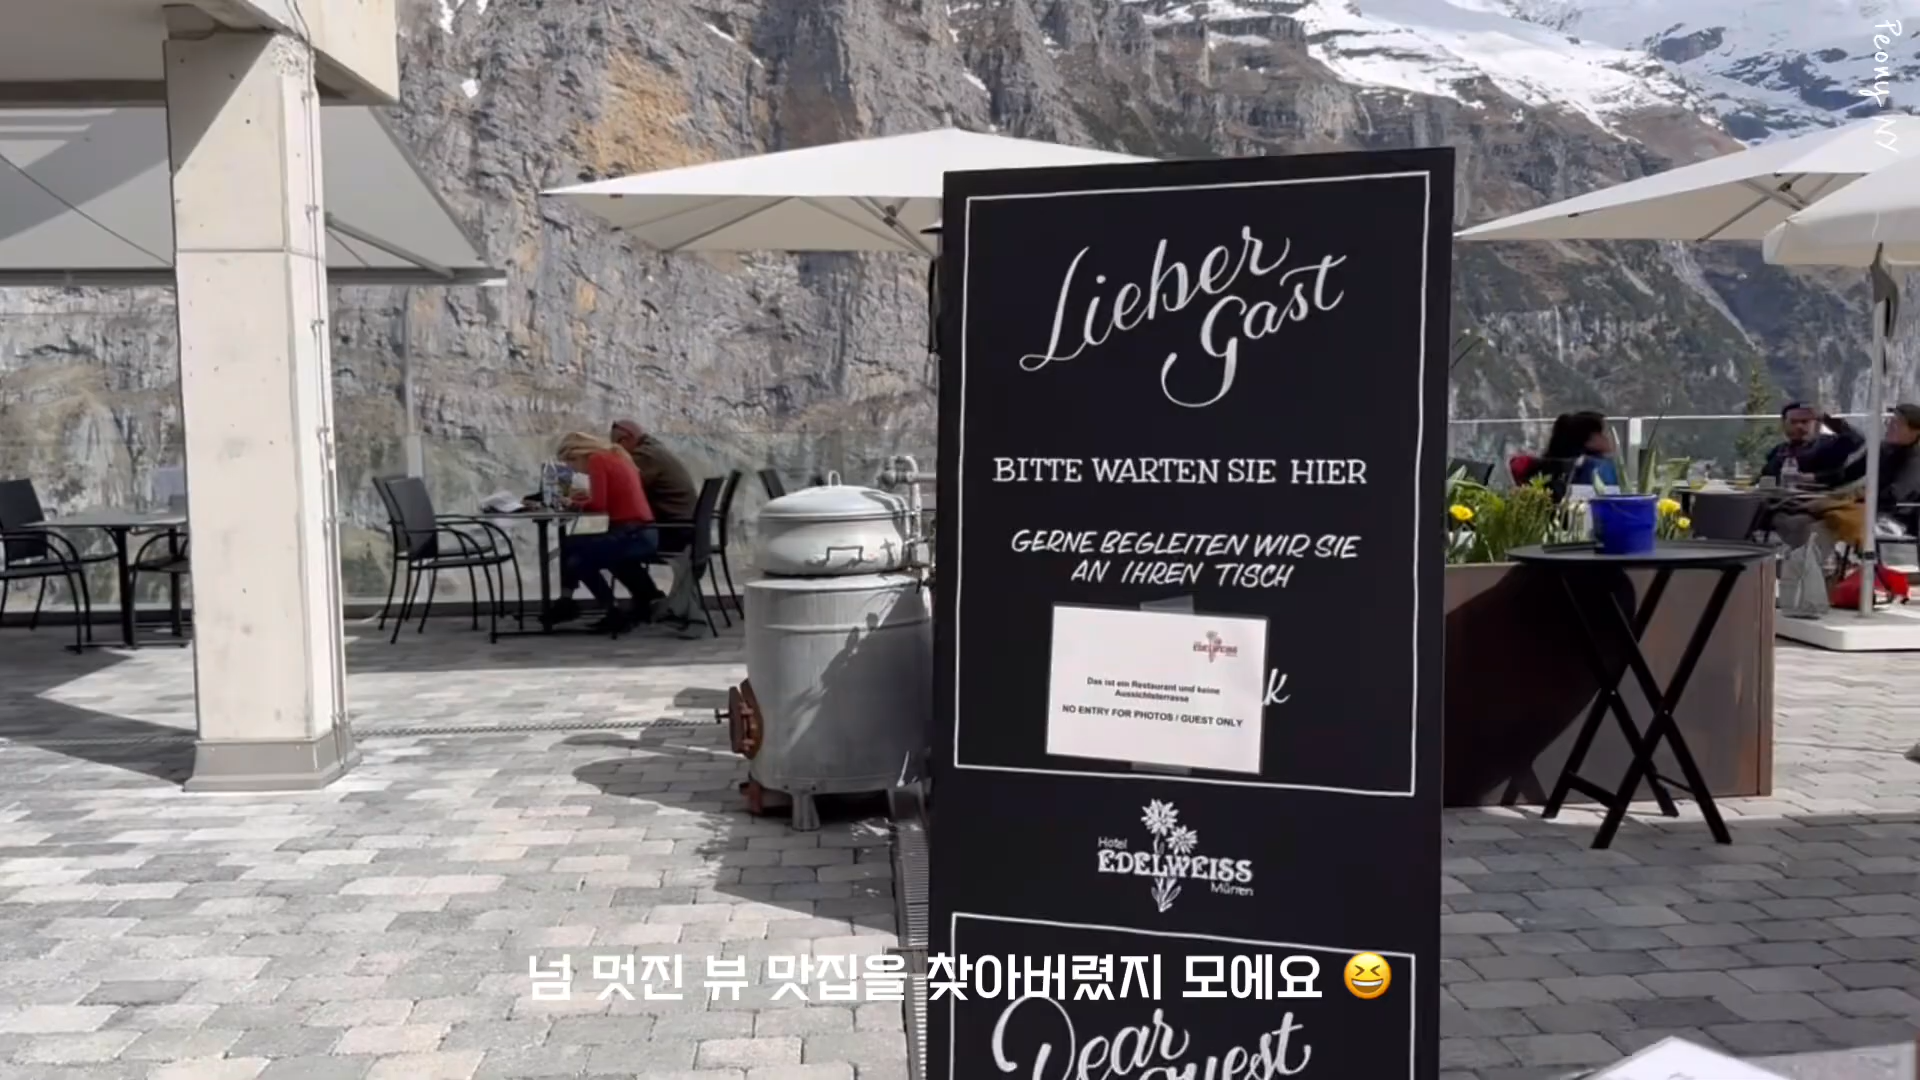 Peony NY
Lieber
Gast
BITTE WARTEN SIE HIER
GERNE BEGLEITEN WIR SIE
AN IHREN TISCH
EDELWEISS
Das ist ein Restaurant und keine
Aussichtsterrasse
NO ENTRY FOR PHOTOS / GUEST ONLY
k
Hotel
EDELWEISS
Mürren
넘 멋진 뷰 맛집을 찾아버렸지 모에요 😆
Dear
guest